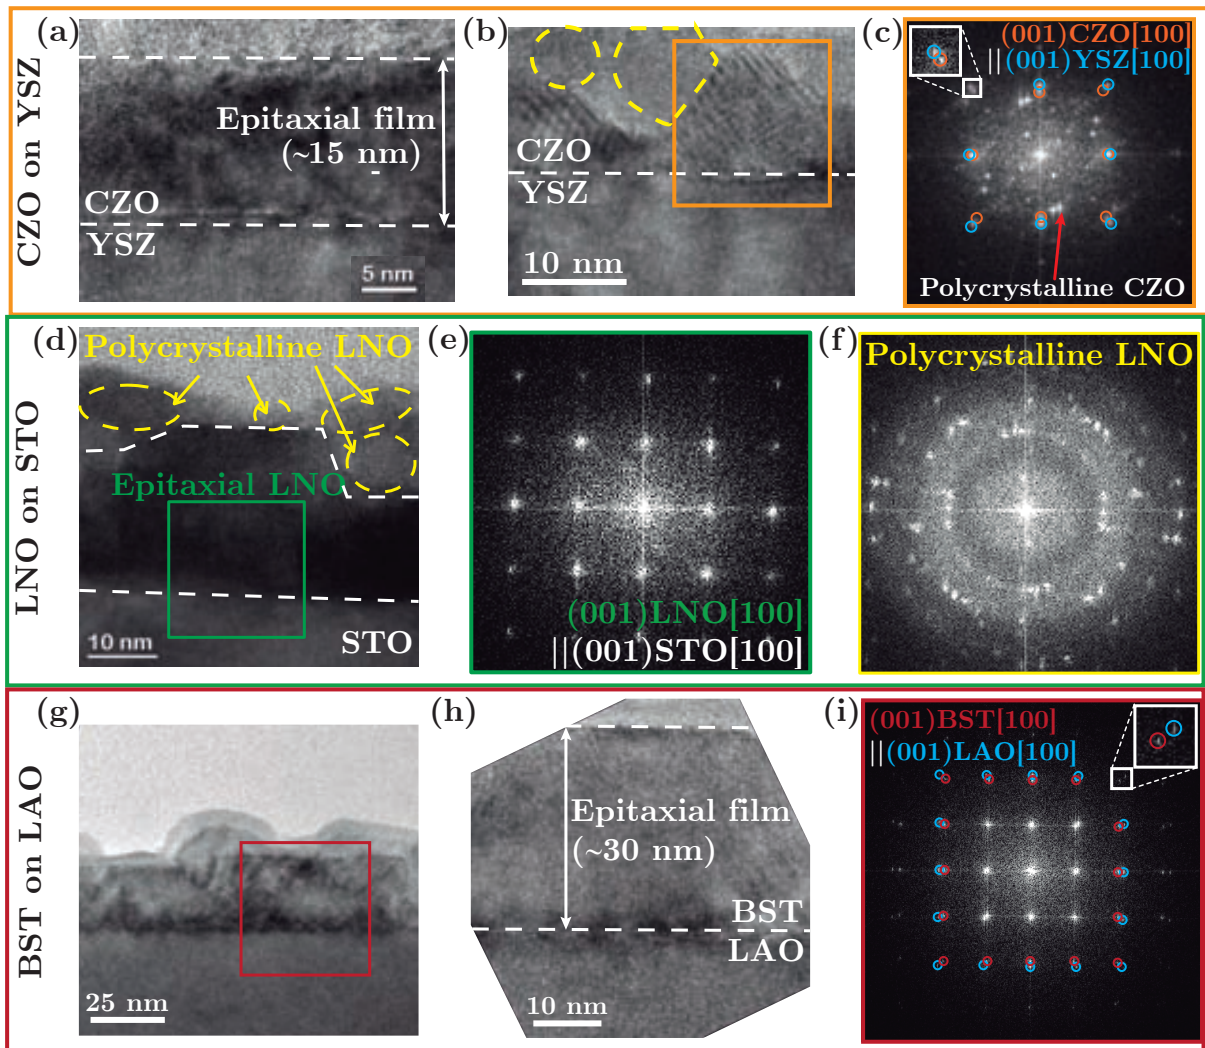 CZO on YSZ
(a)
Epitaxial film
(~15 nm)
CZO
YSZ
5 nm
(b)
CZO
YSZ
10 nm
(c)
(001)CZO[100]
||(001)YSZ[100]
Polycrystalline CZO
LNO on STO
(d)
Polycrystalline LNO
Epitaxial LNO
10 nm
STO
(e)
(001)LNO[100]
||(001)STO[100]
(f)
Polycrystalline LNO
BST on LAO
(g)
25 nm
(h)
Epitaxial film
(~30 nm)
BST
LAO
10 nm
(i)
(001)BST[100]
||(001)LAO[100]